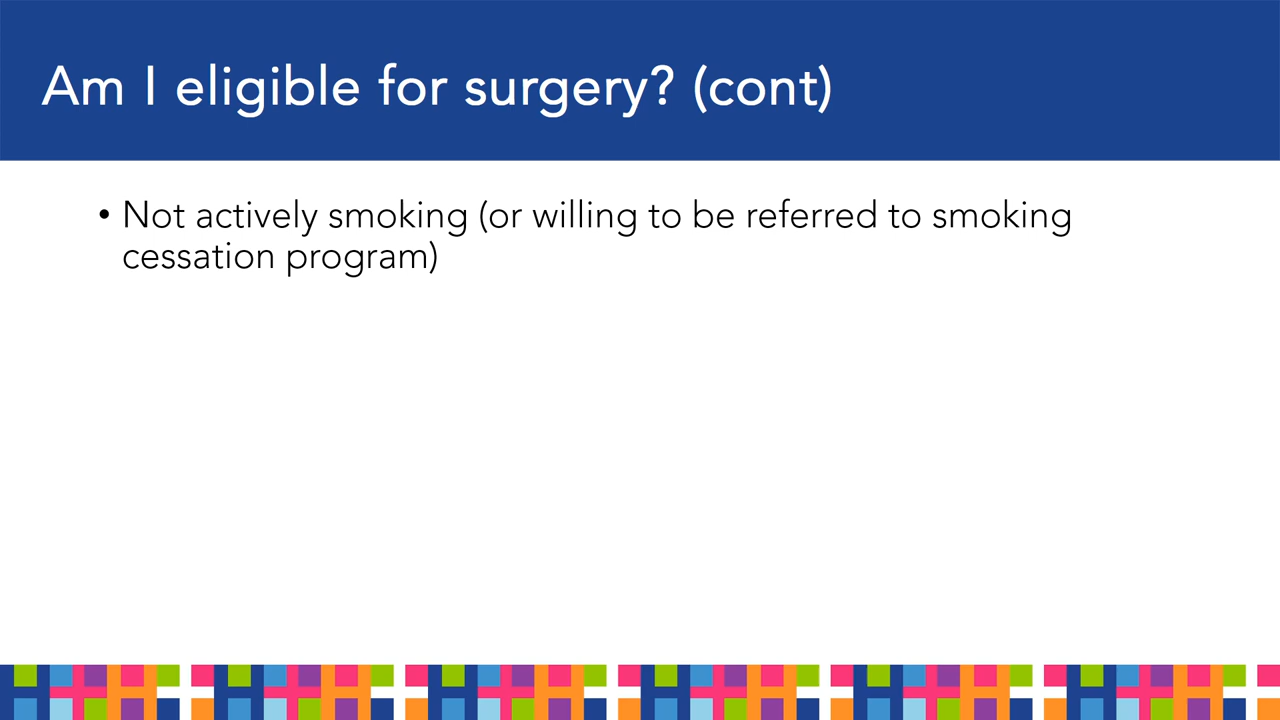 Am I eligible for surgery? (cont)
• Not actively smoking (or willing to be referred to smoking
cessation program)